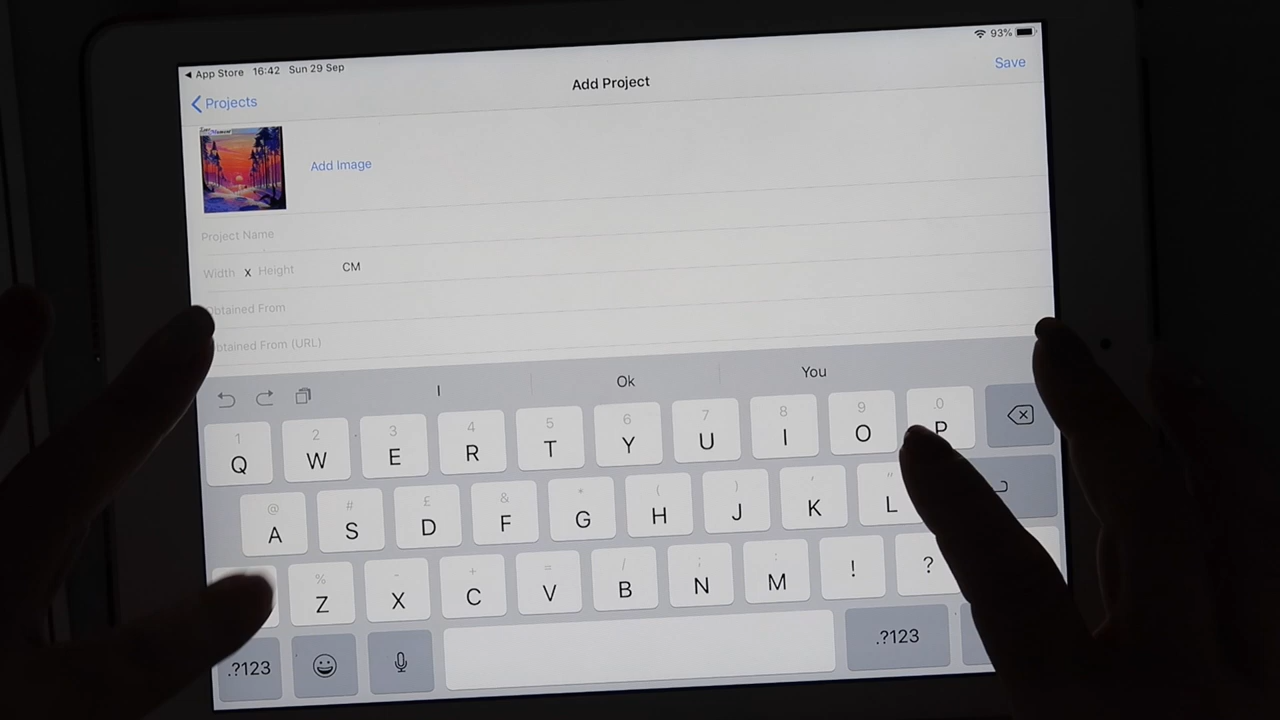 ◀ App Store 16:42 Sun 29 Sep
93%
Projects
Add Project
Save
Add Image
Project Name
Width x Height CM
Obtained From
Obtained From (URL)
I Ok You
1 2 3 4 5 6 7 8 9 .0
Q W E R T Y U I O P
@ # £ & * ( ) ' "
A S D F G H J K L
% - + = / ; :
Z X C V B N M ! ?
.?123 .?123